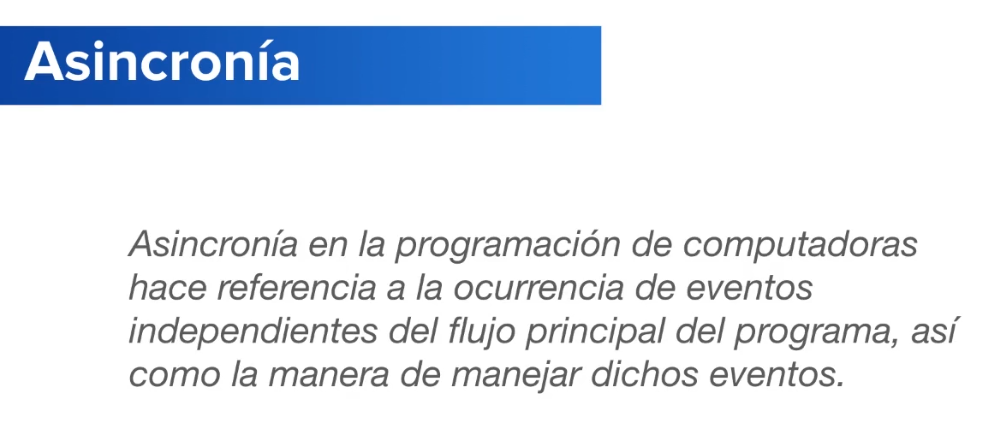 Asincronía
Asincronía en la programación de computadoras
hace referencia a la ocurrencia de eventos
independientes del flujo principal del programa, así
como la manera de manejar dichos eventos.